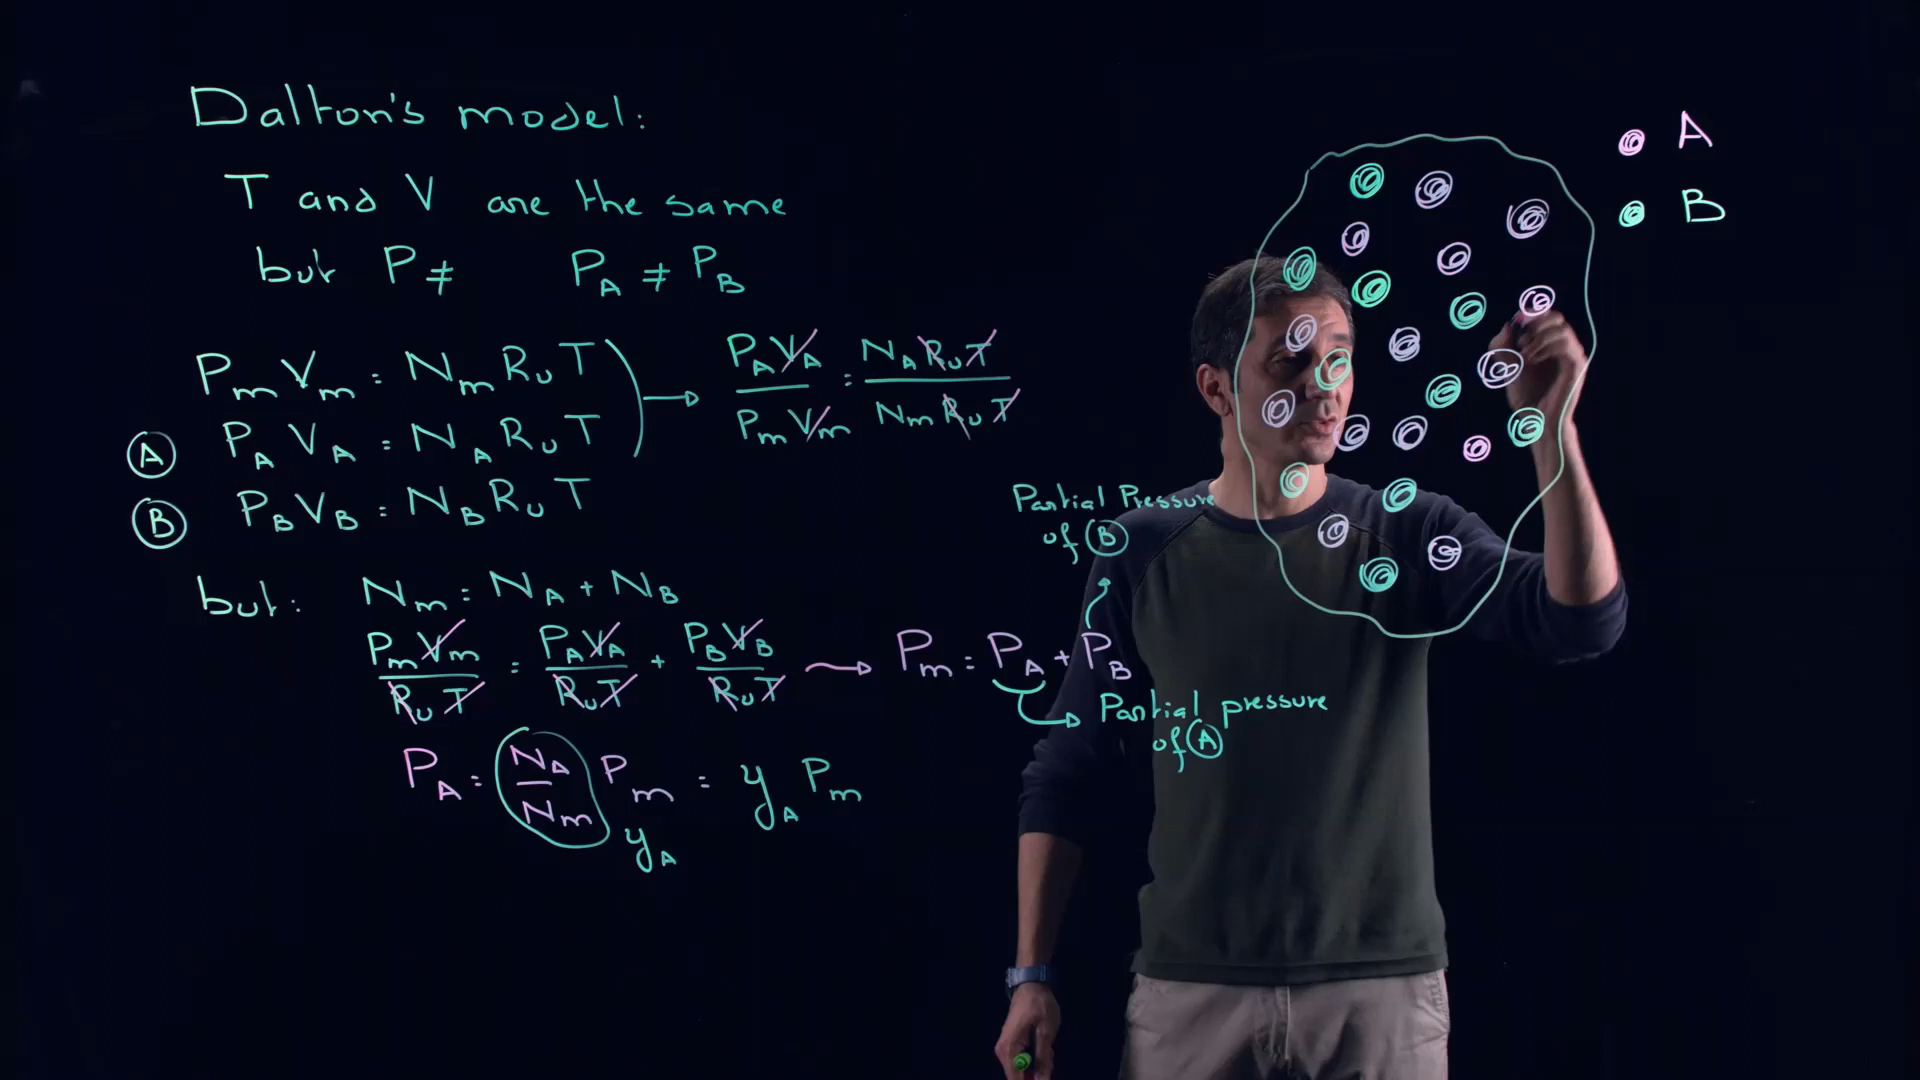 Dalton's model:
T and V are the same
but P ≠ P_A ≠ P_B
P_m V_m = N_m R_u T
(A) P_A V_A = N_A R_u T
(B) P_B V_B = N_B R_u T
P_A V_A / P_m V_m = N_A R_u T / N_m R_u T
but: N_m = N_A + N_B
P_m V_m / R_u T = P_A V_A / R_u T + P_B V_B / R_u T → P_m = P_A + P_B
Partial Pressure
of (B)
Partial pressure
of (A)
P_A = N_A / N_m P_m = y_A P_m
y_A
A
B